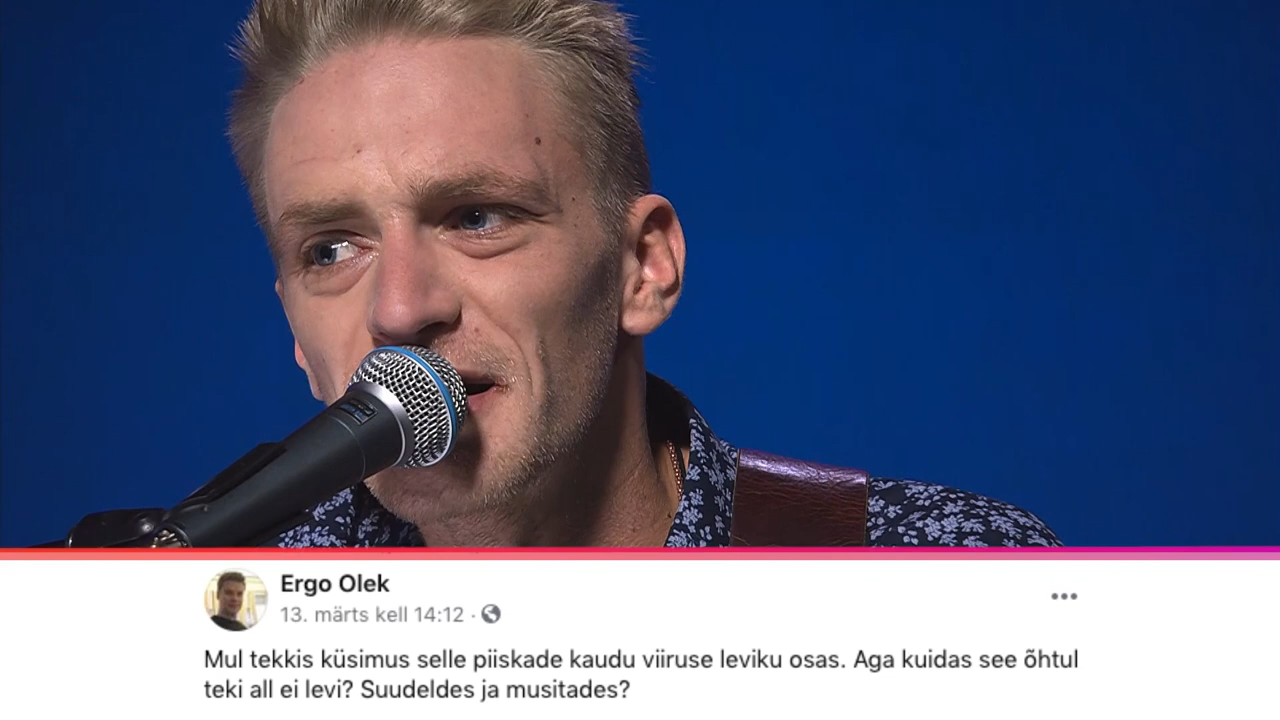 Ergo Olek
13. märts kell 14:12 ·
Mul tekkis küsimus selle piiskade kaudu viiruse leviku osas. Aga kuidas see õhtul
teki all ei levi? Suudeldes ja musitades?